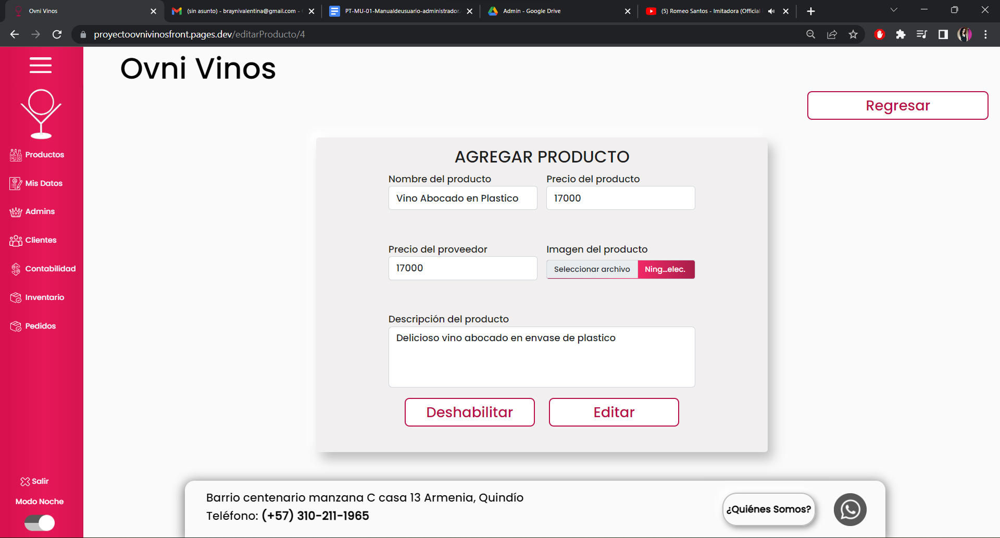 Ovni Vinos
(sin asunto) - braynivalentina@gmail.com -
PT-MU-01-Manualdeusuario-administrador.
Admin - Google Drive
(5) Romeo Santos - Imitadora (Official
proyectoovnivinosfront.pages.dev/editarProducto/4
Ovni Vinos
Regresar
Productos
Mis Datos
Admins
Clientes
Contabilidad
Inventario
Pedidos
Salir
Modo Noche
AGREGAR PRODUCTO
Nombre del producto
Precio del producto
Vino Abocado en Plastico
17000
Precio del proveedor
Imagen del producto
17000
Seleccionar archivo
Ning...elec.
Descripción del producto
Delicioso vino abocado en envase de plastico
Deshabilitar
Editar
Barrio centenario manzana C casa 13 Armenia, Quindío
Teléfono: (+57) 310-211-1965
¿Quiénes Somos?